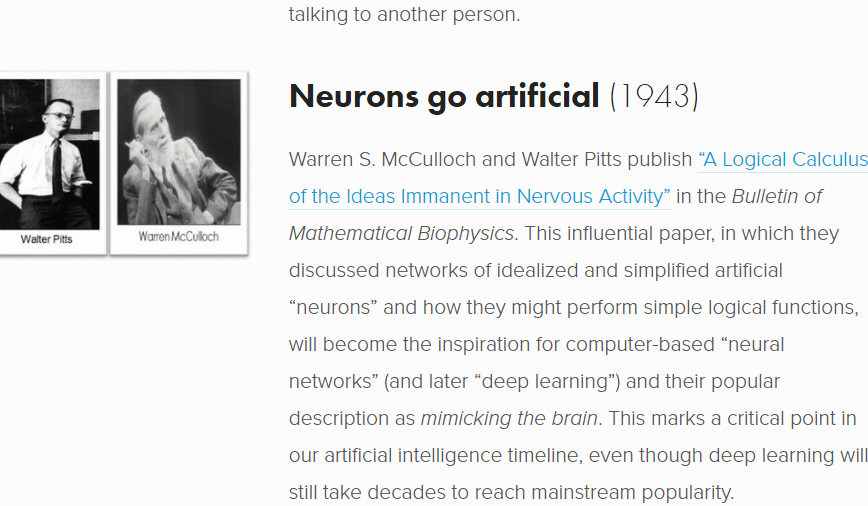 talking to another person.
Neurons go artificial (1943)
Walter Pitts
Warren McCulloch
Warren S. McCulloch and Walter Pitts publish “A Logical Calculus
of the Ideas Immanent in Nervous Activity” in the Bulletin of
Mathematical Biophysics. This influential paper, in which they
discussed networks of idealized and simplified artificial
“neurons” and how they might perform simple logical functions,
will become the inspiration for computer-based “neural
networks” (and later “deep learning”) and their popular
description as mimicking the brain. This marks a critical point in
our artificial intelligence timeline, even though deep learning will
still take decades to reach mainstream popularity.